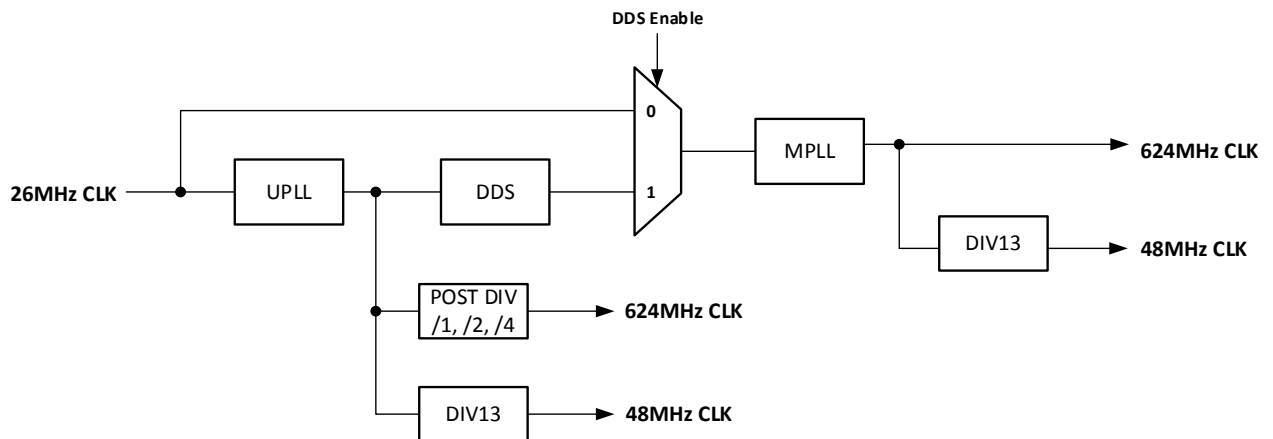 DDS Enable
0
MPLL
624MHz CLK
26MHz CLK
UPLL
DDS
1
DIV13
48MHz CLK
POST DIV
/1, /2, /4
624MHz CLK
DIV13
48MHz CLK